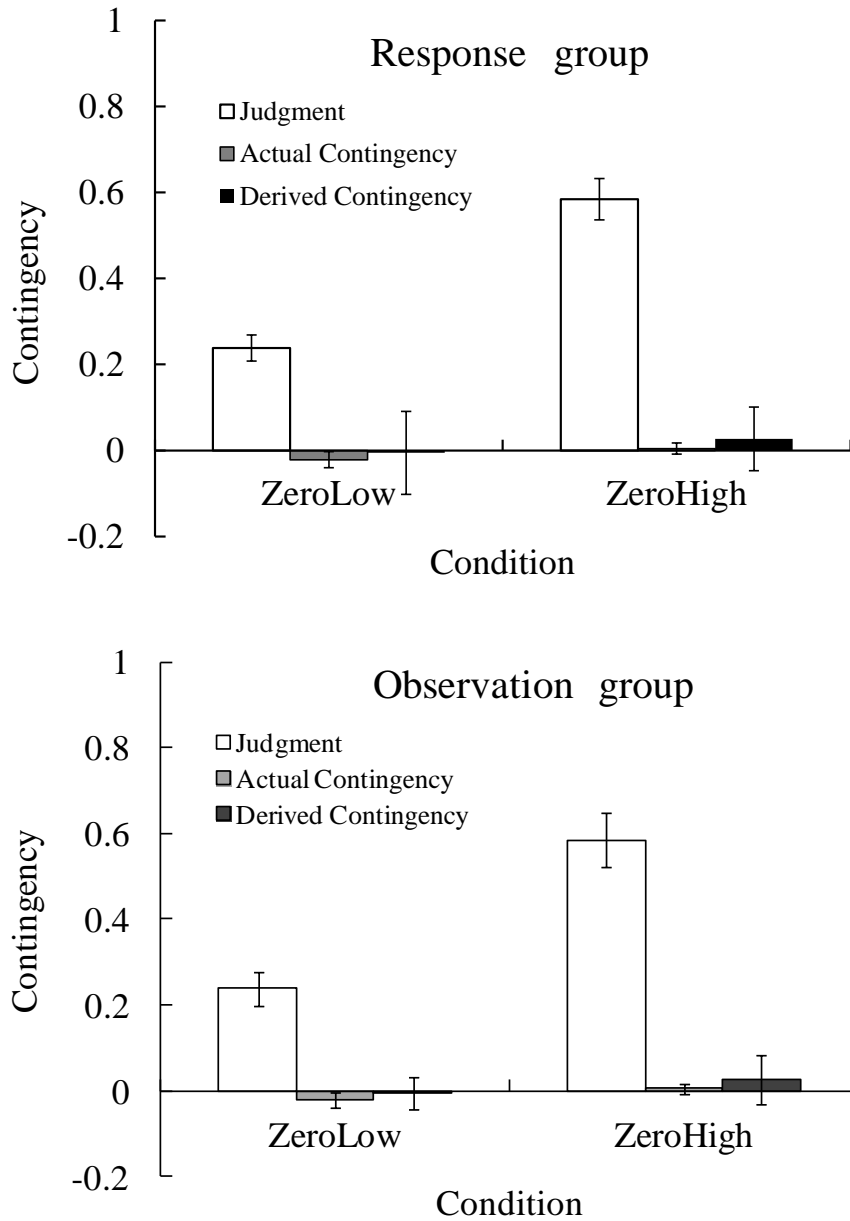 Response group
Judgment
Actual Contingency
Derived Contingency
Contingency
1
0.8
0.6
0.4
0.2
0
-0.2
ZeroLow
ZeroHigh
Condition
Observation group
Judgment
Actual Contingency
Derived Contingency
Contingency
1
0.8
0.6
0.4
0.2
0
-0.2
ZeroLow
ZeroHigh
Condition